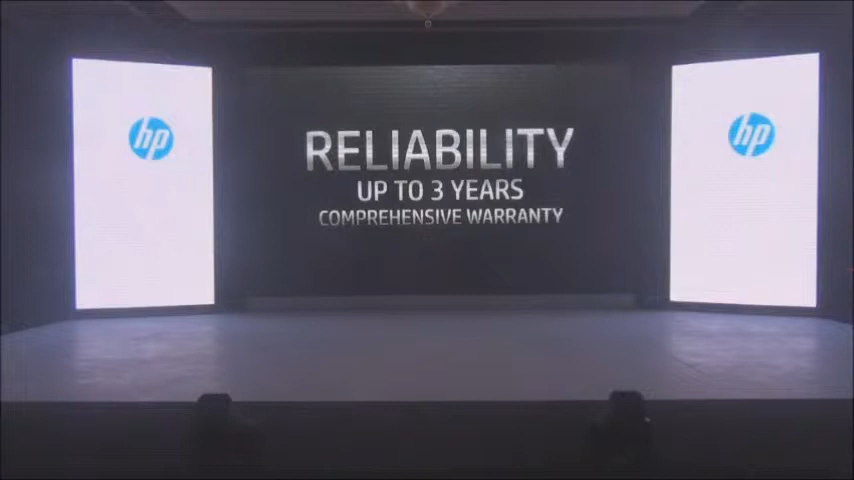 hp
RELIABILITY
UP TO 3 YEARS
COMPREHENSIVE WARRANTY
hp